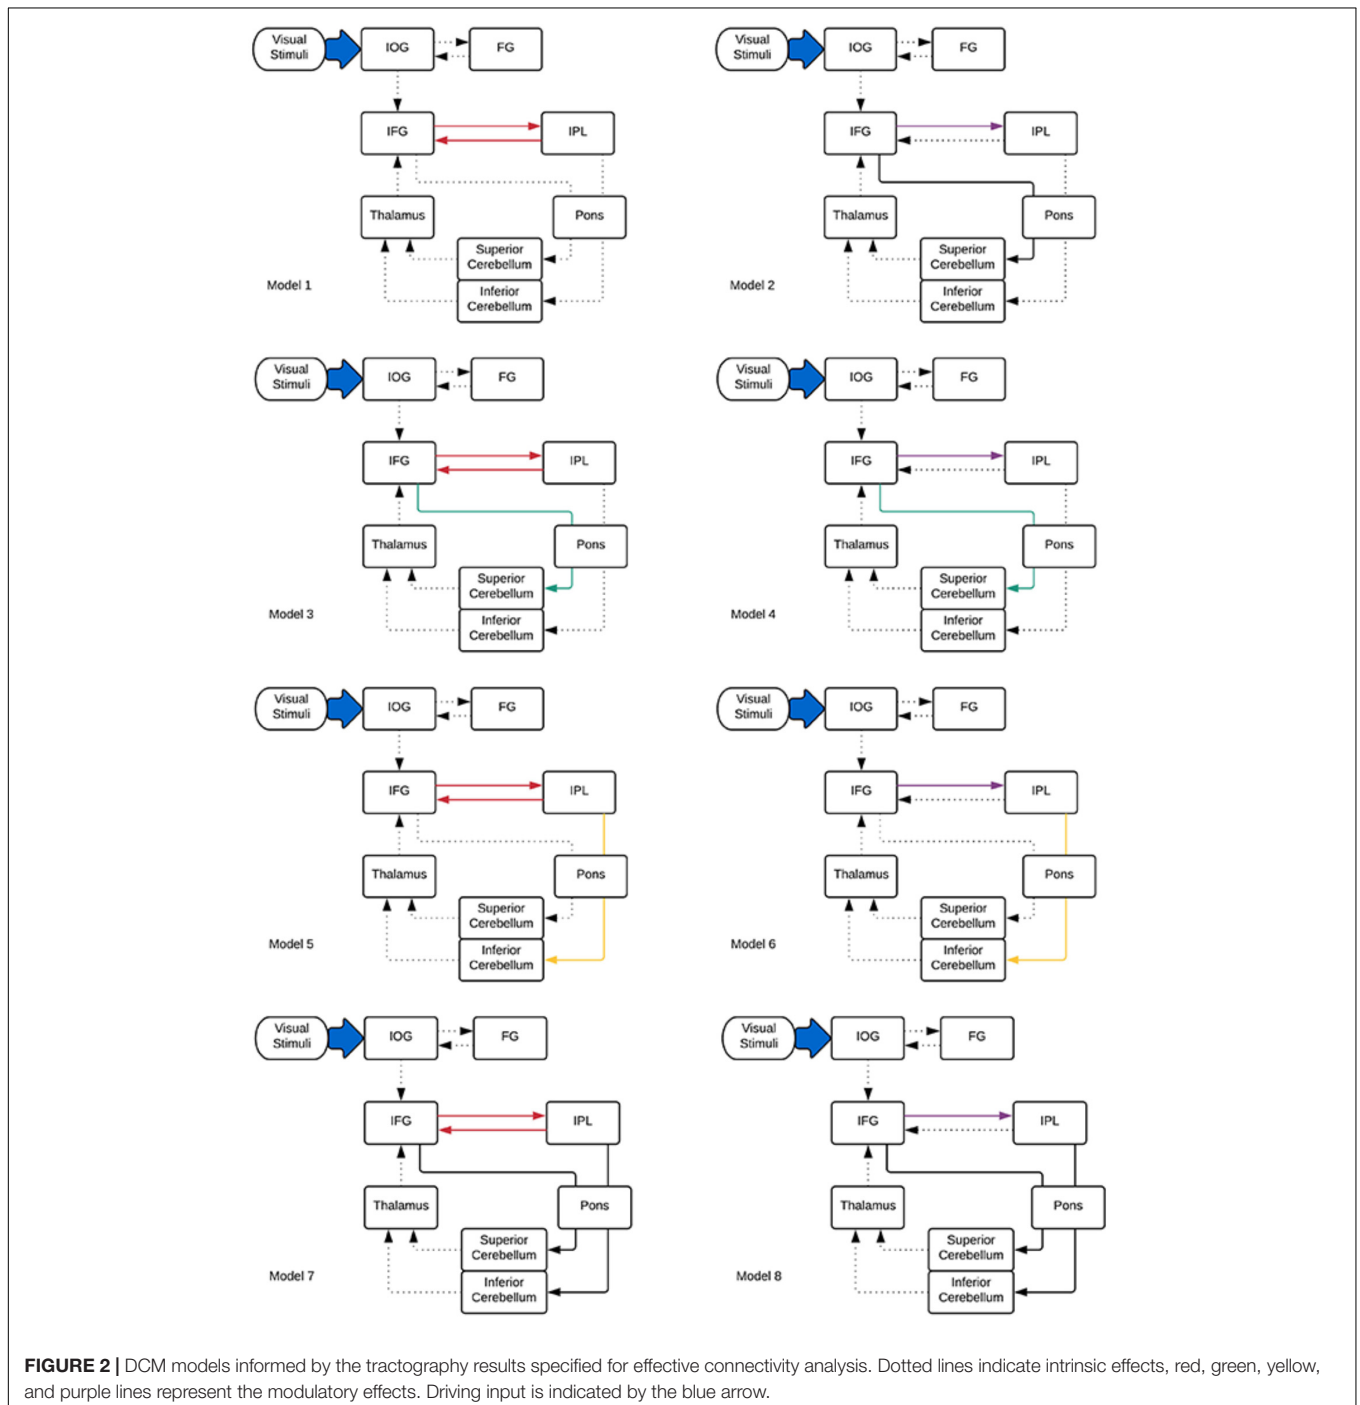 Visual
Stimuli
IOG
FG
IFG
IPL
Thalamus
Pons
Superior
Cerebellum
Inferior
Cerebellum
Model 1
Visual
Stimuli
IOG
FG
IFG
IPL
Thalamus
Pons
Superior
Cerebellum
Inferior
Cerebellum
Model 2
Visual
Stimuli
IOG
FG
IFG
IPL
Thalamus
Pons
Superior
Cerebellum
Inferior
Cerebellum
Model 3
Visual
Stimuli
IOG
FG
IFG
IPL
Thalamus
Pons
Superior
Cerebellum
Inferior
Cerebellum
Model 4
Visual
Stimuli
IOG
FG
IFG
IPL
Thalamus
Pons
Superior
Cerebellum
Inferior
Cerebellum
Model 5
Visual
Stimuli
IOG
FG
IFG
IPL
Thalamus
Pons
Superior
Cerebellum
Inferior
Cerebellum
Model 6
Visual
Stimuli
IOG
FG
IFG
IPL
Thalamus
Pons
Superior
Cerebellum
Inferior
Cerebellum
Model 7
Visual
Stimuli
IOG
FG
IFG
IPL
Thalamus
Pons
Superior
Cerebellum
Inferior
Cerebellum
Model 8
FIGURE 2 | DCM models informed by the tractography results specified for effective connectivity analysis. Dotted lines indicate intrinsic effects, red, green, yellow,
and purple lines represent the modulatory effects. Driving input is indicated by the blue arrow.